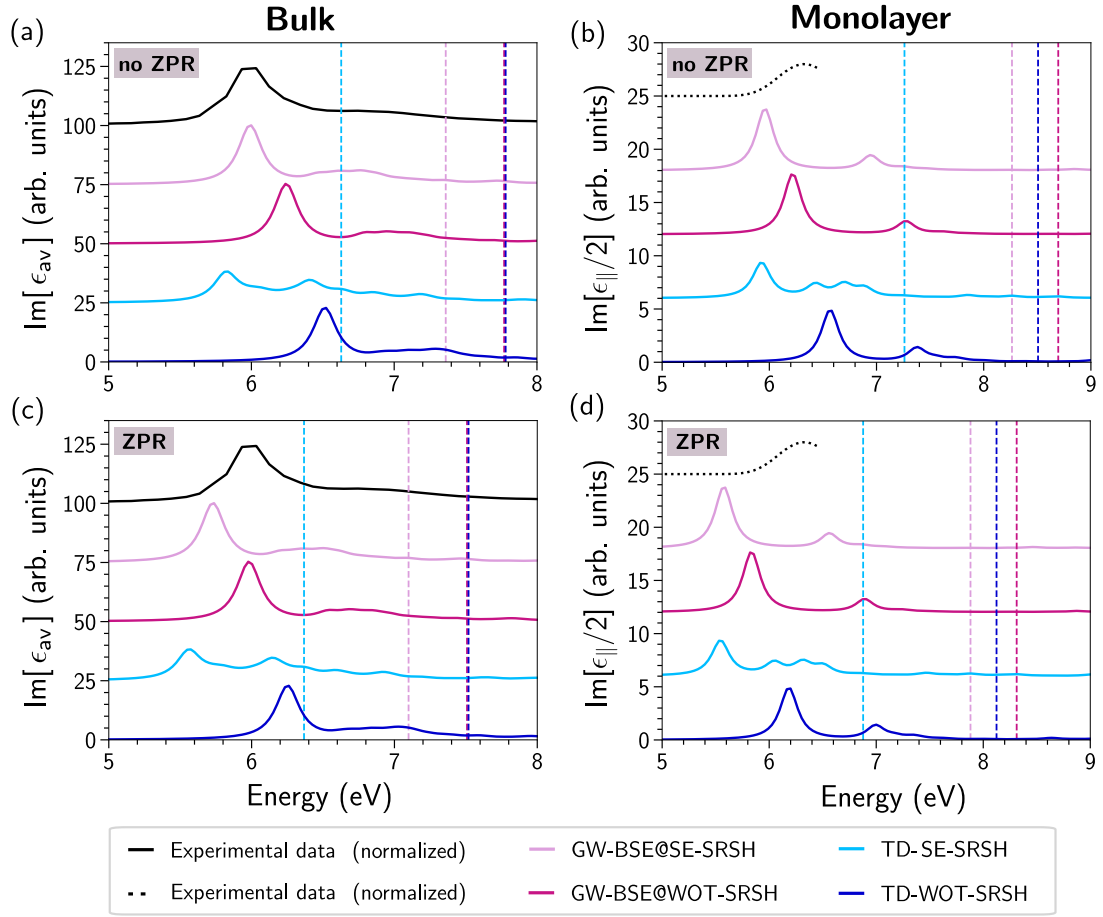 Bulk
Monolayer
(a)
no ZPR
Im[ ϵav] (arb. units)
125
100
75
50
25
0
5 6 7 8
(b)
no ZPR
Im[ϵ∥/2] (arb. units)
30
25
20
15
10
5
0
5 6 7 8 9
(c)
ZPR
Im[ ϵav] (arb. units)
125
100
75
50
25
0
5 6 7 8
Energy (eV)
(d)
ZPR
Im[ϵ∥/2] (arb. units)
30
25
20
15
10
5
0
5 6 7 8 9
Energy (eV)
Experimental data (normalized)
GW-BSE@SE-SRSH
TD-SE-SRSH
Experimental data (normalized)
GW-BSE@WOT-SRSH
TD-WOT-SRSH